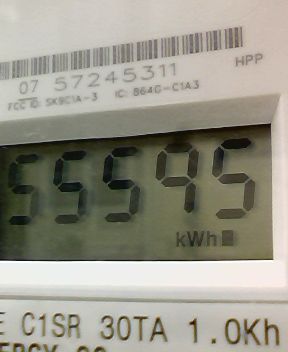 07 57245311
HPP
FCC ID: SK9C1A-3 IC: 864G-C1A3
55595
kWh
E C1SR 30TA 1.0Kh